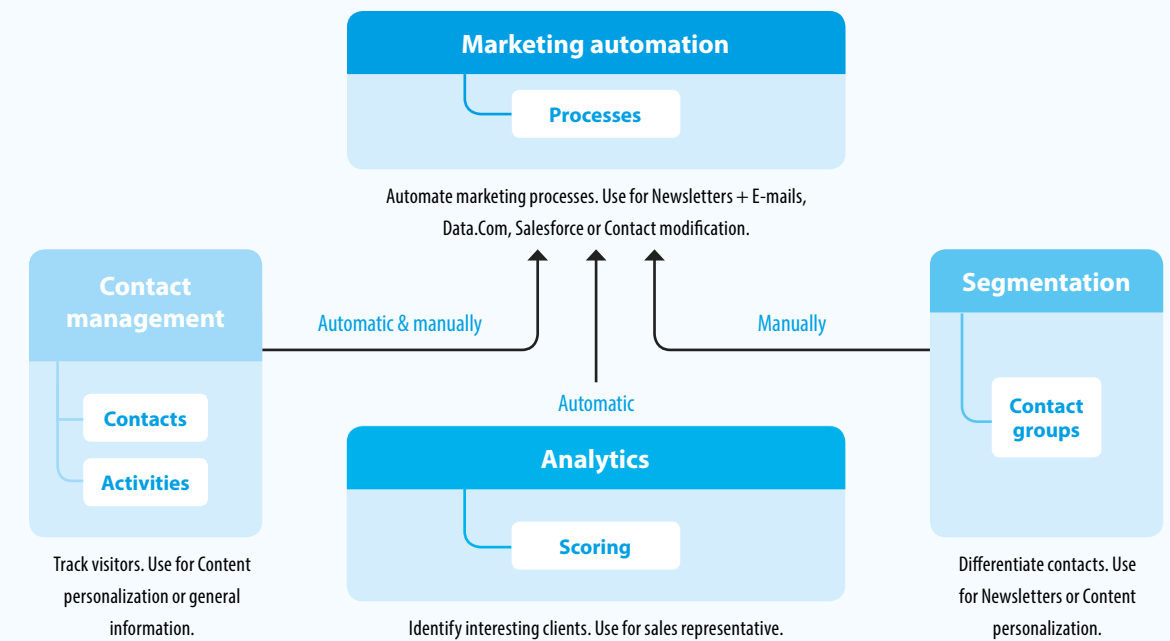 Marketing automation
Processes
Automate marketing processes. Use for Newsletters + E-mails,
Data.Com, Salesforce or Contact modification.
Contact
management
Automatic & manually
Contacts
Activities
Track visitors. Use for Content
personalization or general
information.
Automatic
Analytics
Scoring
Identify interesting clients. Use for sales representative.
Manually
Segmentation
Contact
groups
Differentiate contacts. Use
for Newsletters or Content
personalization.